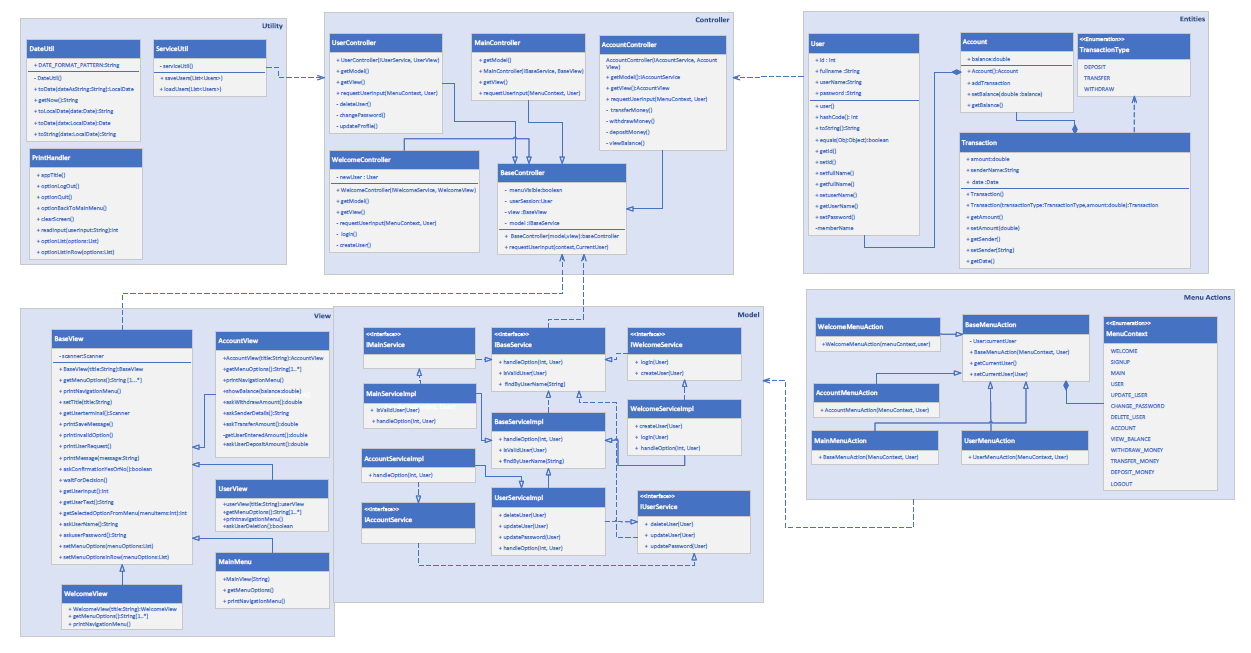 Utility
DateUtil
+ DATE_FORMAT_PATTERN:String
- DateUtil()
+ toDate(dateAsString:String):LocalDate
+ getNow():String
+ toLocalDate(date:Date):String
+ toDate(date:LocalDate):Date
+ toString(date:LocalDate):String
ServiceUtil
- serviceUtil()
+ saveUsers(List<Users>)
+ loadUsers(List<Users>)
PrintHandler
+ appTitle()
+ optionLogOut()
+ optionQuit()
+ optionBackToMainMenu()
+ clearScreen()
+ readInput(userInput:String):int
+ optionList(options:List)
+ optionListInRow(options:List)
Controller
UserController
+ UserController(IUserService, UserView)
+ getModel()
+ getView()
+ requestUserInput(MenuContext, User)
- deleteUser()
- changePassword()
- updateProfile()
MainController
+ getModel()
+ MainController(IBaseService, BaseView)
+ getView()
+ requestUserInput(MenuContext, User)
AccountController
AccountController(IAccountService, Account
View)
+ getModel():IAccountService
+ getView():AccountView
+ requestUserInput(MenuContext, User)
- transferMoney()
- withdrawMoney()
- depositMoney()
- viewBalance()
WelcomeController
- newUser : User
+ WelcomeController(IWelcomeService, WelcomeView)
+ getModel()
+ getView()
- requestUserInput(MenuContext, User)
- login()
- createUser()
BaseController
- menuVisible:boolean
- userSession:User
- view :BaseView
- model :IBaseService
+ BaseController(model,view):baseController
+ requestUserInput(context,CurrentUser)
Entities
User
+ id : int
+ fullname :String
+ userName:String
+ password :String
+ user()
+ hashCode(): int
+ toString():String
+ equals(Obj:Object):boolean
+ getId()
+ setId()
+ setfullName()
+ getfullName()
+ setuserName()
+ getUserName()
+ setPassword()
-memberName
Account
+ balance:double
+ Account():Account
+ addTransaction
+ setBalance(double :balance)
+ getBalance()
<<Enumeration>>
TransactionType
DEPOSIT
TRANSFER
WITHDRAW
Transaction
+ amount:double
+ senderName:String
+ date :Date
+ Transaction()
+ Transaction(transactionType:TransactionType,amount:double):Transaction
+ getAmount()
+ setAmount(double)
+ getSender()
+ setSender(String)
+ getDate()
View
BaseView
- scanner:Scanner
+ BaseView(title:String):BaseView
+ getMenuOptions():String [1...*]
+ printNavigationMenu()
+ setTitle(title:String)
+ getUserterminal():Scanner
+ printSaveMessage()
+ printInvalidOption()
+ printUserRequest()
+ printMessage(message:String)
+ askConfirmationYesOrNo():boolean
+ waitForDecision()
+ getUserInput():int
+ getUserText():String
+ getSelectedOptionFromMenu(menuItems:int):int
+ askUserName():String
+ askuserPassword():String
+ setMenuOptions(menuOptions:List)
+ setMenuOptionsInRow(menuOptions:List)
AccountView
+AccountView(title:String):AccountView
+getMenuOptions():String[1..*]
+printNavigationMenu()
+showBalance(balance:double)
+askWithdrawAmount():double
+askSenderDetails():String
+askTransferAmount():double
-getUserEnteredAmount():double
+askUserDepositAmount():double
UserView
+userView(title:String):userView
+getMenuOptions():String[1..*]
+printnavigationMenu()
+askUserDeletion():boolean
MainMenu
+MainView(String)
+ getMenuOptions()
+ printNavigationMenu()
WelcomeView
+ WelcomeView(title:String):WelcomeView
+ getMenuOptions():String[1..*]
+ printNavigationMenu()
Model
<<Interface>>
IMainService
<<Interface>>
IBaseService
+ handleOption(Int, User)
+ isValidUser(User)
+ findByUserName(String)
<<Interface>>
IWelcomeService
+ login(User)
+ createUser(User)
MainServiceImpl
+ isValidUser(User)
+ handleOption(Int, User)
BaseServiceImpl
+ handleOption(Int, User)
+ isValidUser(User)
+ findByUserName(String)
WelcomeServiceImpl
+ createUser(User)
+ login(User)
+ handleOption(Int, User)
AccountServiceImpl
+ handleOption(Int, User)
<<Interface>>
IAccountService
UserServiceImpl
+ deleteUser(User)
+ updateUser(User)
+ updatePassword(User)
+ handleOption(Int, User)
<<Interface>>
IUserService
+ deleteUser(User)
+ updateUser(User)
+ updatePassword(User)
Menu Actions
WelcomeMenuAction
+WelcomeMenuAction(menuContext,user)
BaseMenuAction
- User:currentUser
+ BaseMenuAction(MenuContext, User)
+ getCurrentUser()
+ setCurrentUser(User)
<<Enumeration>>
MenuContext
WELCOME
SIGNUP
MAIN
USER
UPDATE_USER
CHANGE_PASSWORD
DELETE_USER
ACCOUNT
VIEW_BALANCE
WITHDRAW_MONEY
TRANSFER_MONEY
DEPOSIT_MONEY
LOGOUT
AccountMenuAction
+ AccountMenuAction(MenuContext, User)
MainMenuAction
+ BaseMenuAction(MenuContext, User)
UserMenuAction
+ UserMenuAction(MenuContext, User)